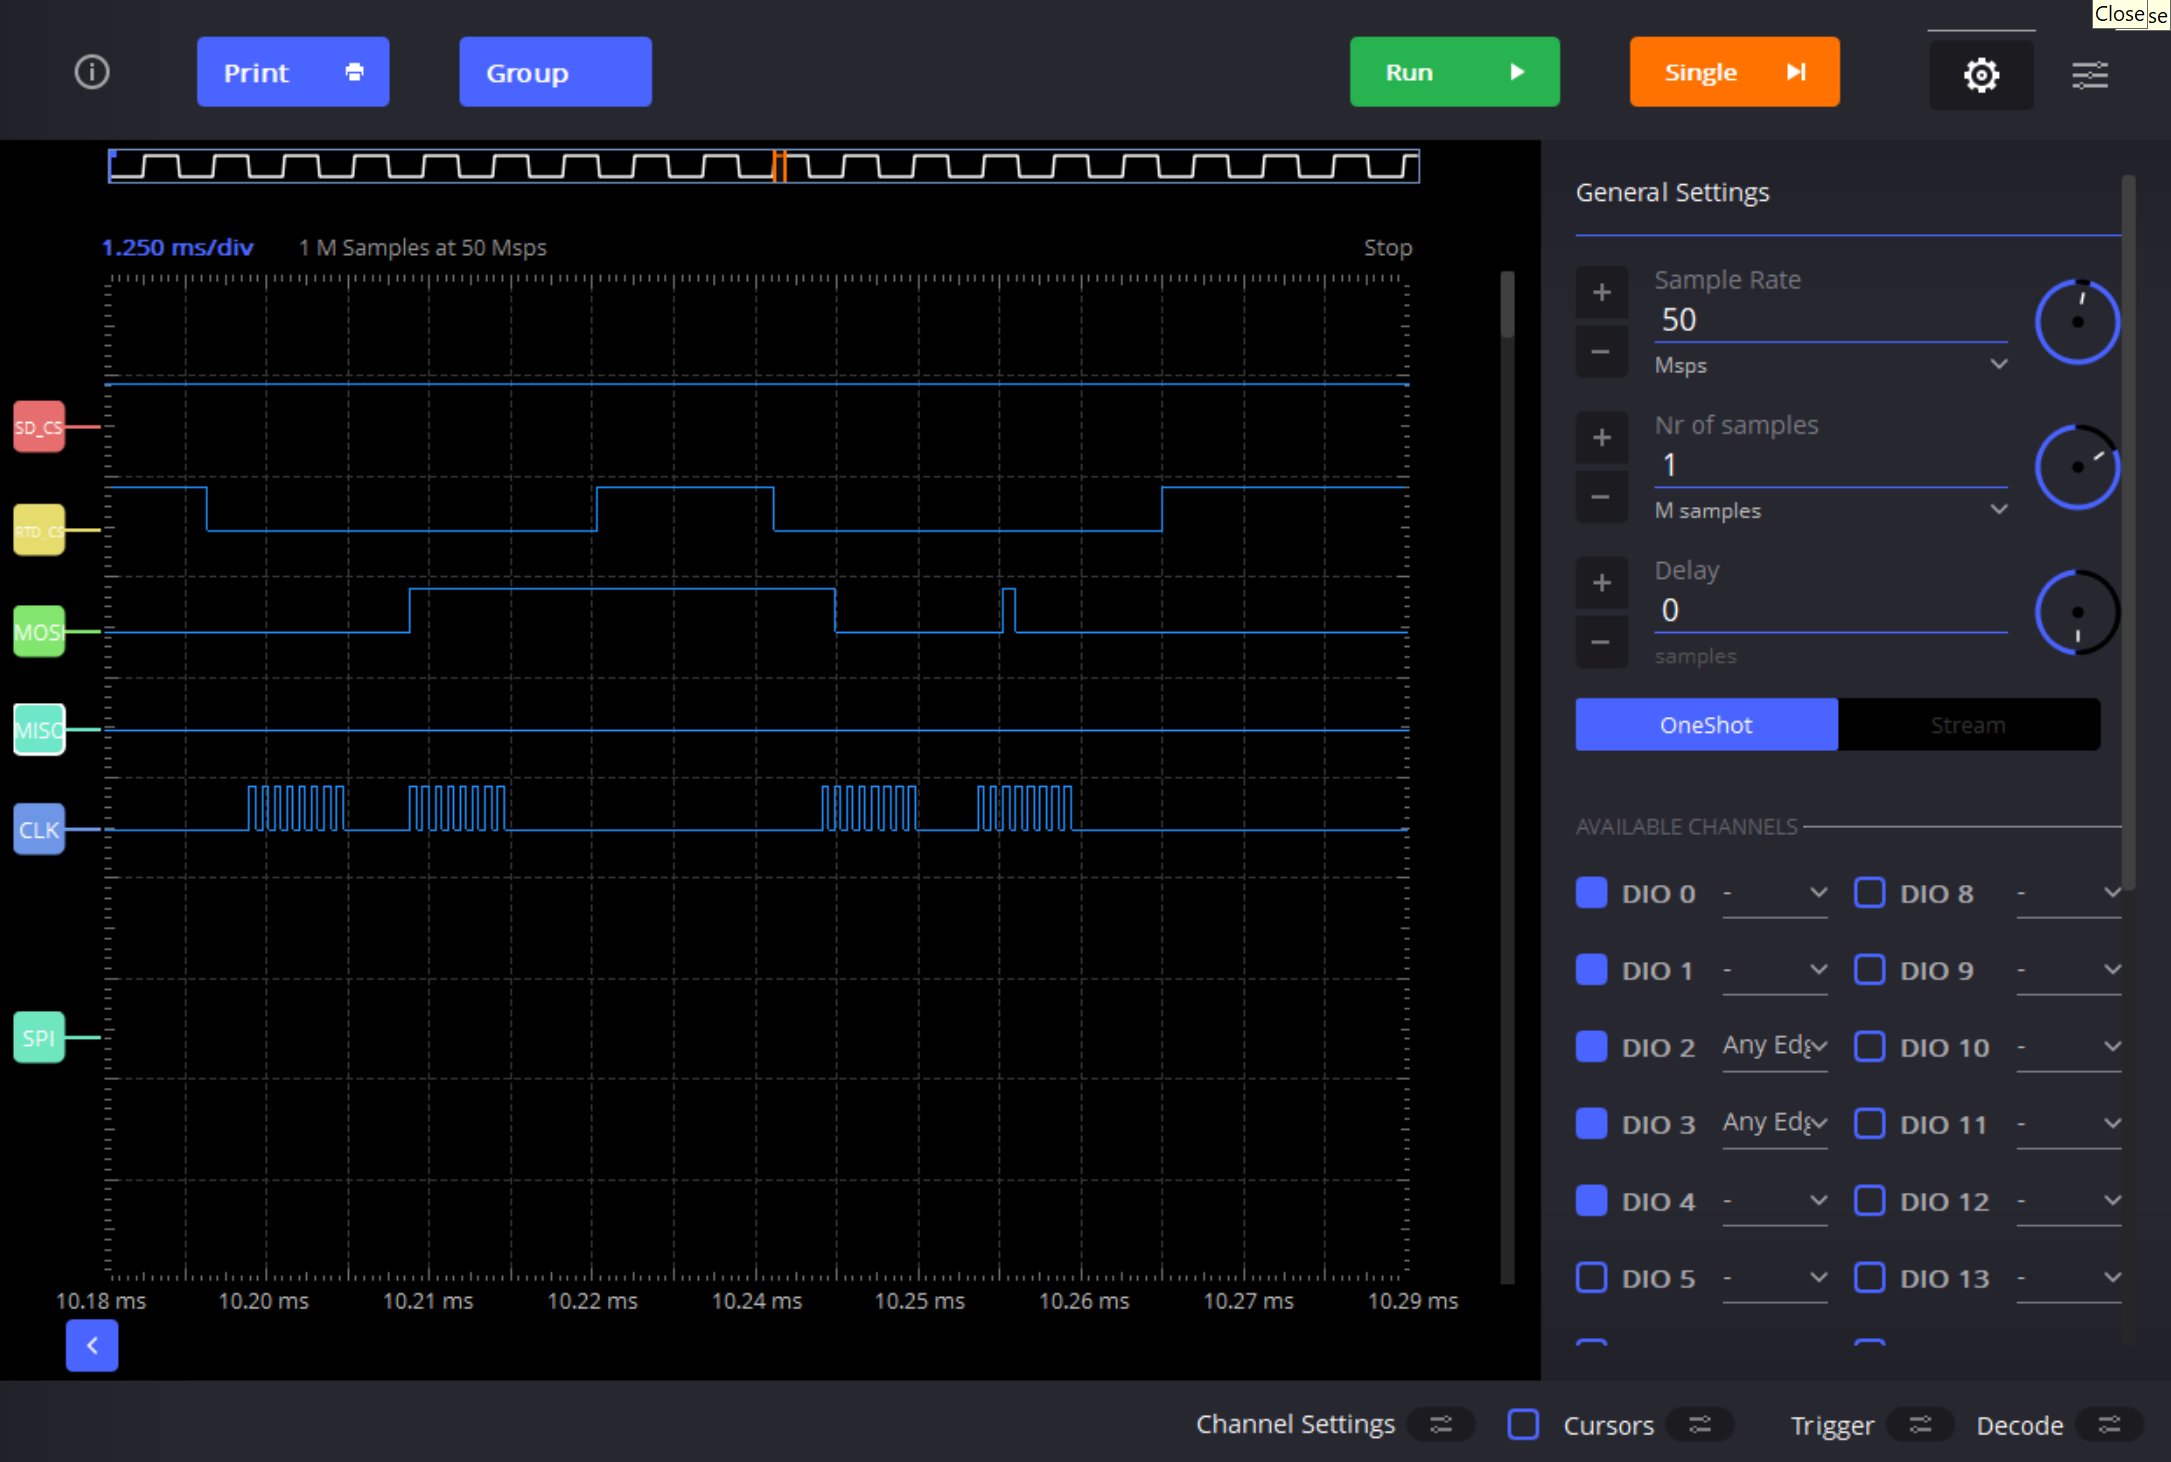 Close
se
Print
Group
Run
Single
1.250 ms/div
1 M Samples at 50 Msps
Stop
SD_CS
RTD_CS
MOSI
MISO
CLK
SPI
10.18 ms
10.20 ms
10.21 ms
10.22 ms
10.24 ms
10.25 ms
10.26 ms
10.27 ms
10.29 ms
General Settings
Sample Rate
50
Msps
Nr of samples
1
M samples
Delay
0
samples
OneShot
Stream
AVAILABLE CHANNELS
DIO 0 - DIO 8 -
DIO 1 - DIO 9 -
DIO 2 Any Edg DIO 10 -
DIO 3 Any Edg DIO 11 -
DIO 4 - DIO 12 -
DIO 5 - DIO 13 -
Channel Settings
Cursors
Trigger
Decode